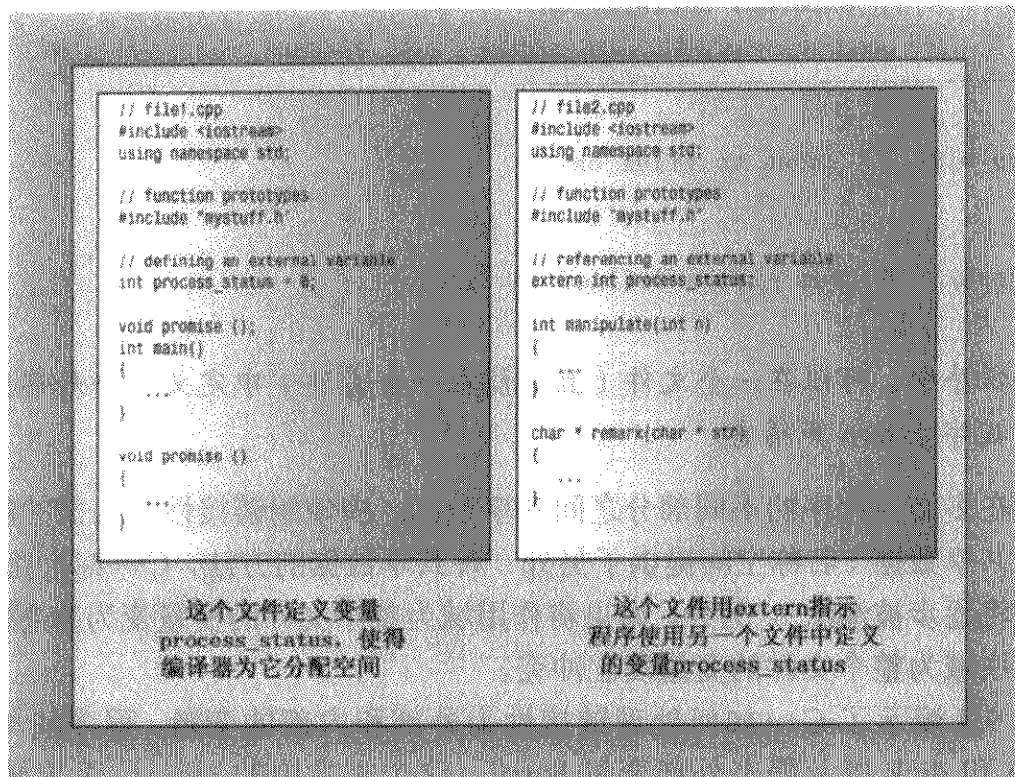 // file1.cpp
#include <iostream>
using namespace std;
// function prototypes
#include "mystuff.h"
// defining an external variable
int process_status = 0;
void promise ();
int main()
{
...
}
void promise ()
{
...
}
// file2.cpp
#include <iostream>
using namespace std;
// function prototypes
#include "mystuff.h"
// referencing an external variable
extern int process_status;
int manipulate(int n)
{
...
}
char * remark(char * str)
{
...
}
这个文件定义变量
process_status, 使得
编译器为它分配空间
这个文件用extern指示
程序使用另一个文件中定义
的变量process_status